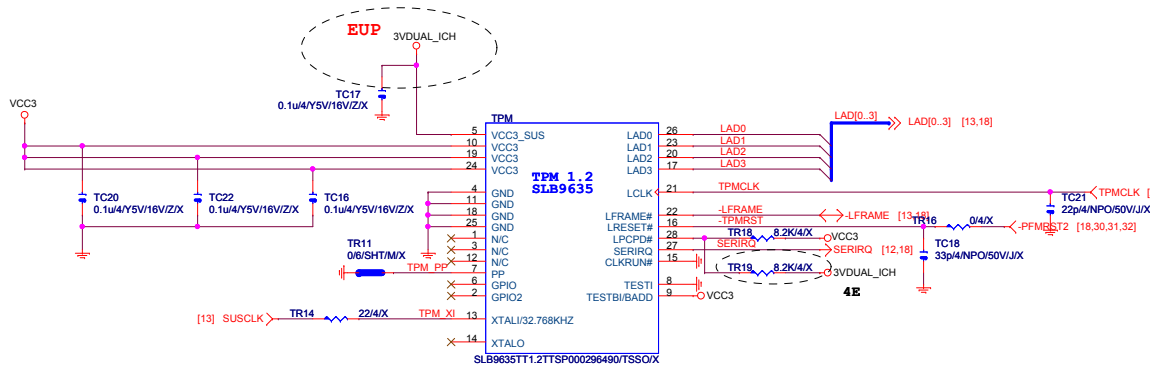 EUP
3VDUAL_ICH
TC17
0.1u/4/Y5V/16V/Z/X
VCC3
TPM
5 VCC3_SUS LAD0 26 LAD0
10 VCC3 LAD1 23 LAD1
19 VCC3 LAD2 20 LAD2
24 VCC3 LAD3 17 LAD3
LAD[0..3] LAD[0..3] [13,18]
TPM 1.2
SLB9635
4 GND LCLK 21 TPMCLK TPMCLK [
11 GND
18 GND LFRAME# 22 -LFRAME -LFRAME [13,18]
25 GND LRESET# 16 -TPMRST TR16 0/4/X -PFMRST2 [18,30,31,32]
1 N/C LPCPD# 28 TR18 8.2K/4/X VCC3
3 N/C SERIRQ 27 SERIRQ SERIRQ [12,18]
12 N/C CLKRUN# 15
7 PP TPM_PP
6 GPIO TESTI 8
2 GPIO2 TESTBI/BADD 9 VCC3
13 XTALI/32.768KHZ
14 XTALO
TC20
0.1u/4/Y5V/16V/Z/X
TC22
0.1u/4/Y5V/16V/Z/X
TC16
0.1u/4/Y5V/16V/Z/X
TC21
22p/4/NPO/50V/J/X
TC18
33p/4/NPO/50V/J/X
TR11
0/6/SHT/M/X
TR19 8.2K/4/X 3VDUAL_ICH
4E
[13] SUSCLK TR14 22/4/X TPM_XI
SLB9635TT1.2TTSP000296490/TSSO/X